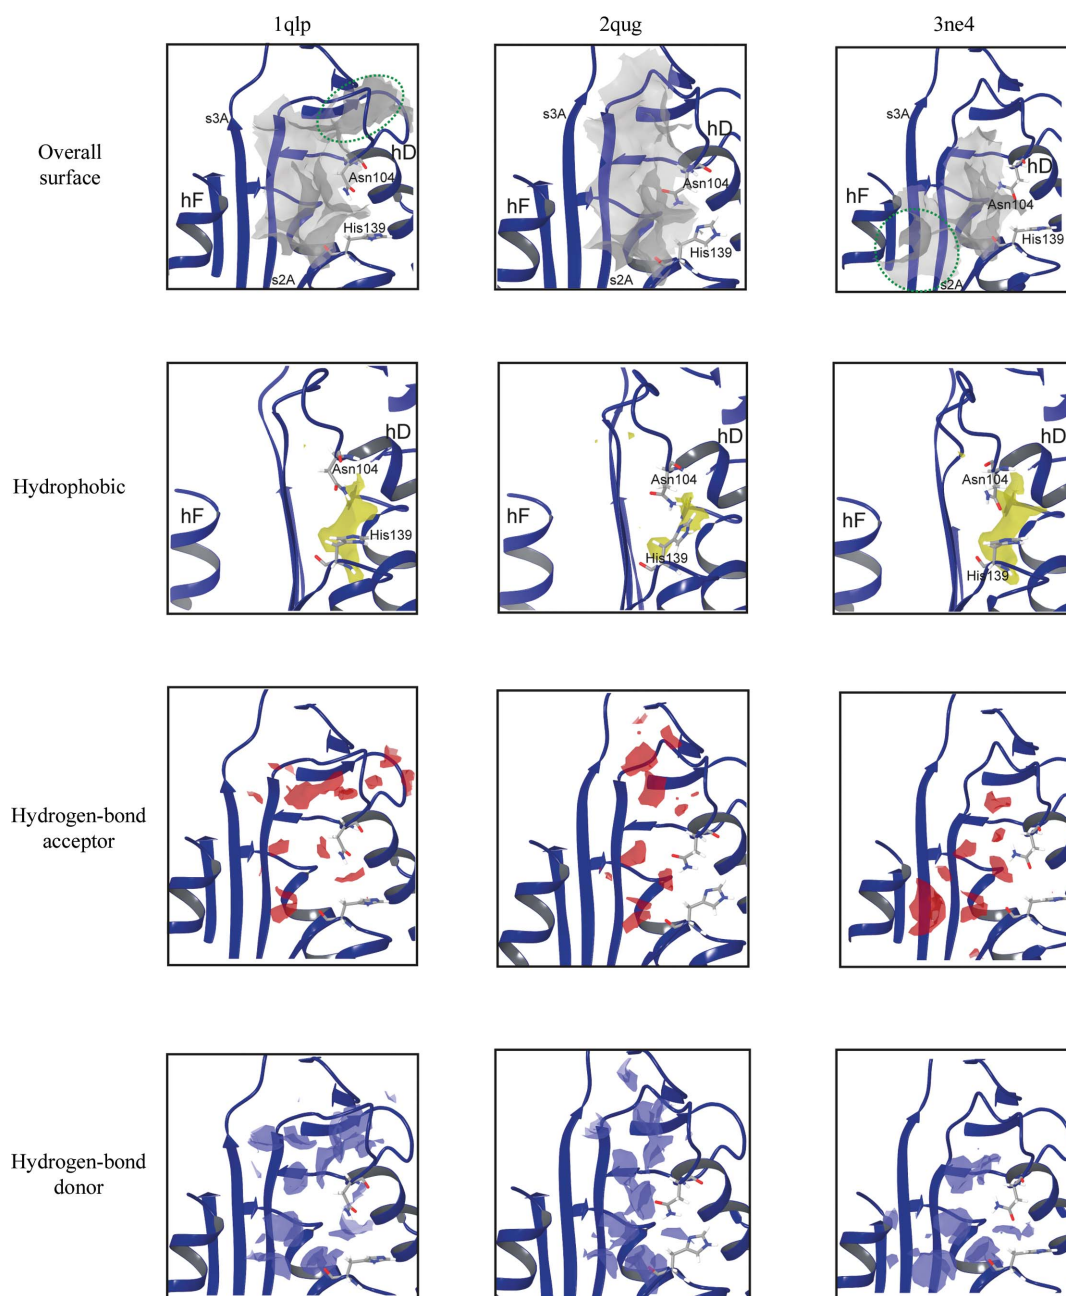 1qlp 2qug 3ne4
Overall
surface
s3A
hD
Asn104
hF
His139
s2A
s3A
hD
Asn104
hF
His139
s2A
s3A
hD
Asn104
hF
His139
s2A
Hydrophobic
hD
Asn104
hF
His139
hD
Asn104
hF
His139
hD
Asn104
hF
His139
Hydrogen-bond
acceptor
Hydrogen-bond
donor